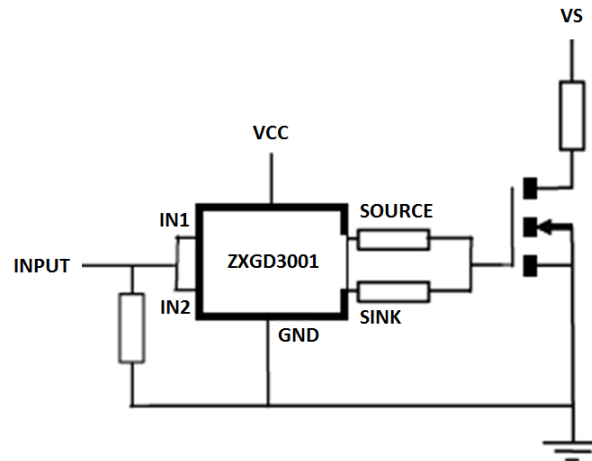 VS
VCC
IN1
SOURCE
INPUT
ZXGD3001
IN2
SINK
GND